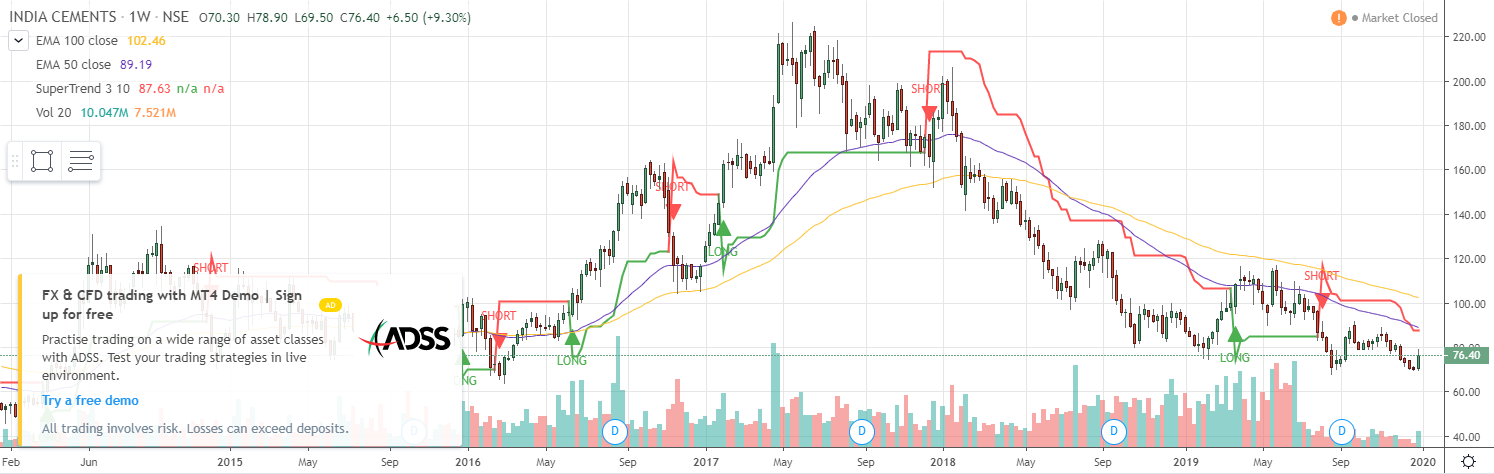 INDIA CEMENTS · 1W · NSE O70.30 H78.90 L69.50 C76.40 +6.50 (+9.30%)
! Market Closed
EMA 100 close 102.46
EMA 50 close 89.19
SuperTrend 3 10 87.63 n/a n/a
Vol 20 10.047M 7.521M
220.00
200.00
180.00
160.00
140.00
120.00
100.00
80.00
76.40
60.00
40.00
SHORT
SHORT
SHORT
SHORT
SHORT
LONG
LONG
LONG
NG
FX & CFD trading with MT4 Demo | Sign
up for free
AD
Practise trading on a wide range of asset classes
with ADSS. Test your trading strategies in live
environment.
Try a free demo
All trading involves risk. Losses can exceed deposits.
ADSS
D
D
D
D
D
Feb Jun 2015 May Sep 2016 May Sep 2017 May Sep 2018 May Sep 2019 May Sep 2020